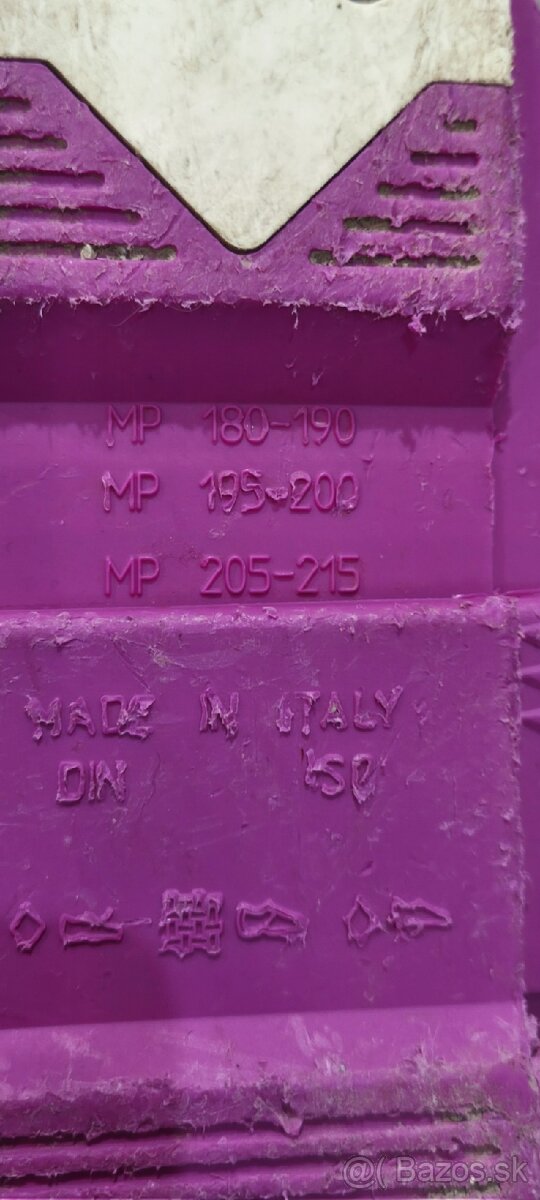 MP 180-190
MP 195-200
MP 205-215
MADE IN ITALY
DIN ISO
@( Bazos.sk